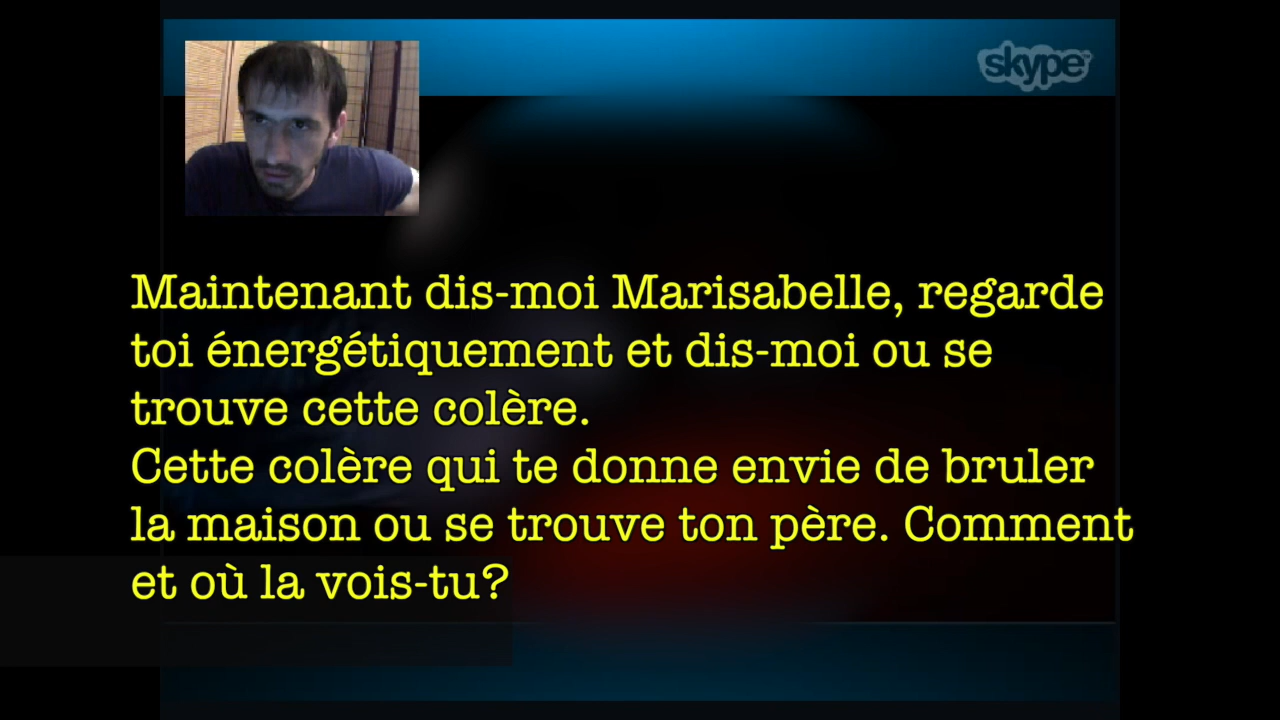 skype
Maintenant dis-moi Marisabelle, regarde
toi énergétiquement et dis-moi ou se
trouve cette colère.
Cette colère qui te donne envie de bruler
la maison ou se trouve ton père. Comment
et où la vois-tu?